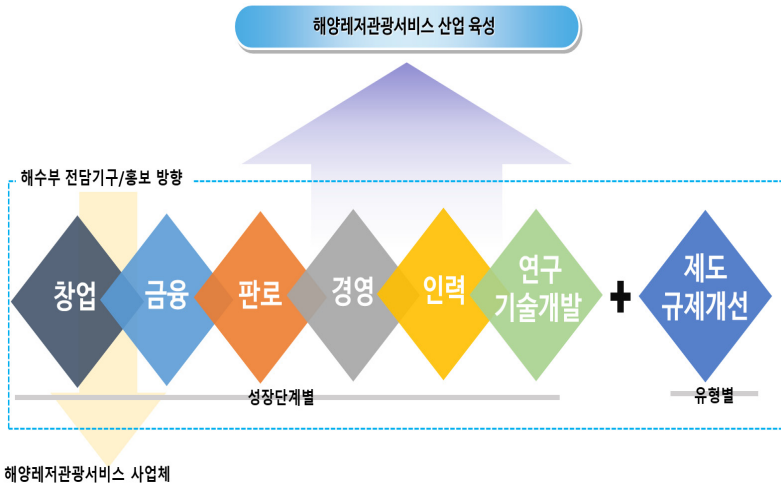 해양레저관광서비스 산업 육성
해수부 전담기구/홍보 방향
창업
금융
판로
경영
인력
연구
기술개발
+
제도
규제개선
성장단계별
유형별
해양레저관광서비스 사업체